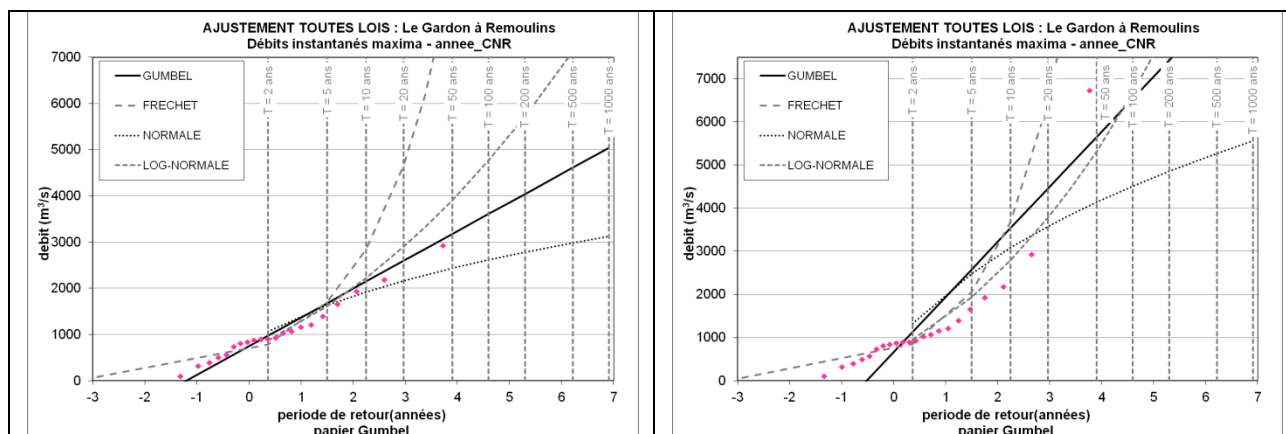 AJUSTEMENT TOUTES LOIS : Le Gardon à Remoulins
Débits instantanés maxima - annee_CNR
7000
6000
5000
4000
3000
2000
1000
0
debit (m³/s)
GUMBEL
FRECHET
NORMALE
LOG-NORMALE
T = 2 ans
T = 5 ans
T = 10 ans
T = 20 ans
T = 50 ans
T = 100 ans
T = 200 ans
T = 500 ans
T = 1000 ans
-3 -2 -1 0 1 2 3 4 5 6 7
periode de retour(années)
papier Gumbel
AJUSTEMENT TOUTES LOIS : Le Gardon à Remoulins
Débits instantanés maxima - annee_CNR
7000
6000
5000
4000
3000
2000
1000
0
debit (m³/s)
GUMBEL
FRECHET
NORMALE
LOG-NORMALE
T = 2 ans
T = 5 ans
T = 10 ans
T = 20 ans
T = 50 ans
T = 100 ans
T = 200 ans
T = 500 ans
T = 1000 ans
-3 -2 -1 0 1 2 3 4 5 6 7
periode de retour(années)
papier Gumbel